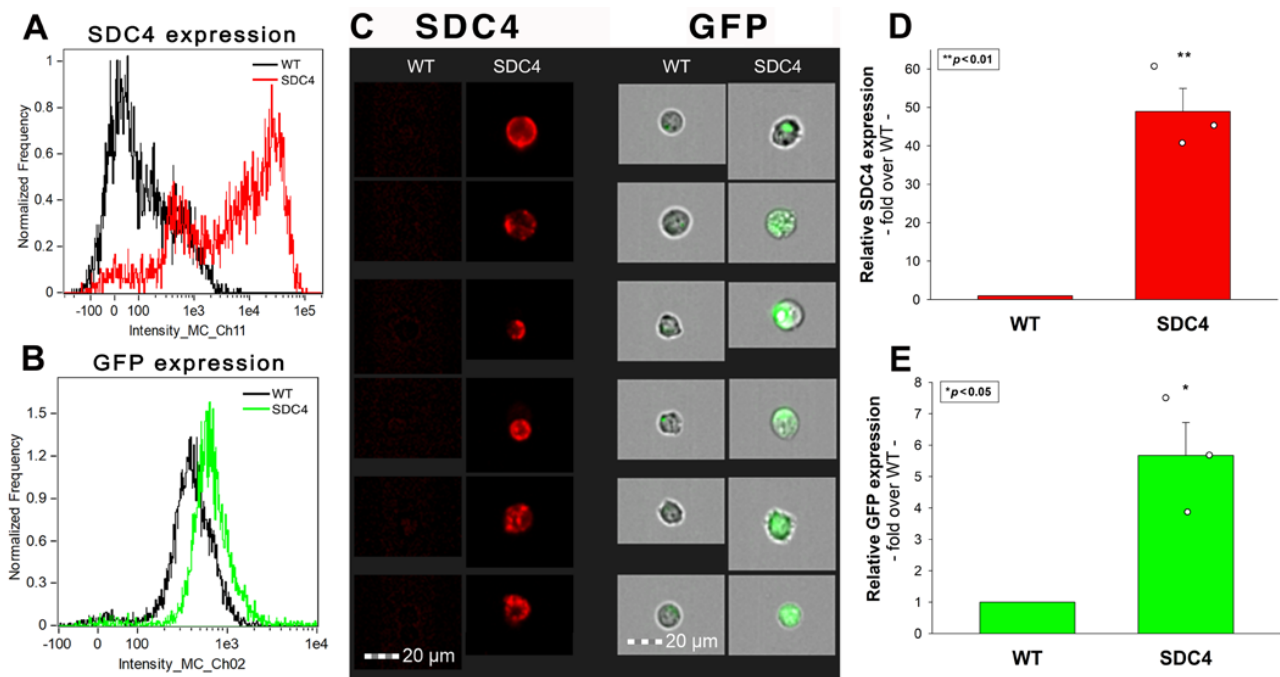 A
SDC4 expression
WT
SDC4
1
0.8
0.6
0.4
0.2
0
Normalized Frequency
-100 0 100 1e3 1e4 1e5
Intensity_MC_Ch11
B
GFP expression
WT
SDC4
1.5
1.2
0.9
0.6
0.3
0
Normalized Frequency
-100 0 100 1e3 1e4
Intensity_MC_Ch02
C SDC4 GFP
WT SDC4 WT SDC4
20 µm
20 µm
D
**p<0.01
**
60
50
40
30
20
10
0
Relative SDC4 expression
- fold over WT -
WT SDC4
E
*p<0.05
*
8
7
6
5
4
3
2
1
0
Relative GFP expression
- fold over WT -
WT SDC4